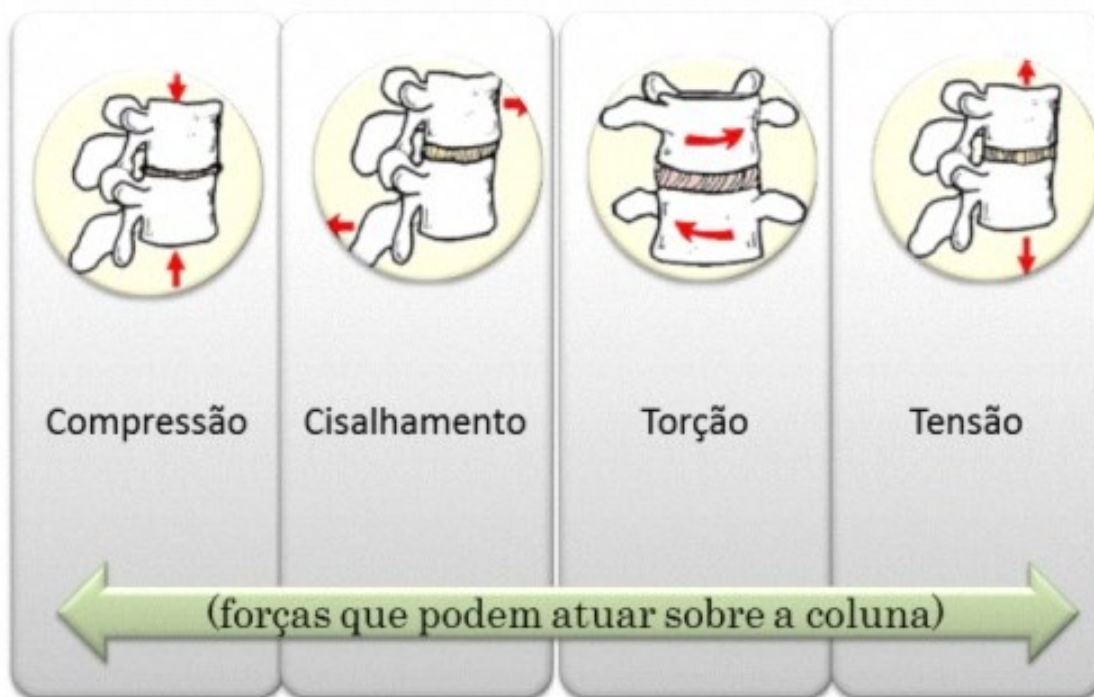 Compressão
Cisalhamento
Torção
Tensão
(forças que podem atuar sobre a coluna)